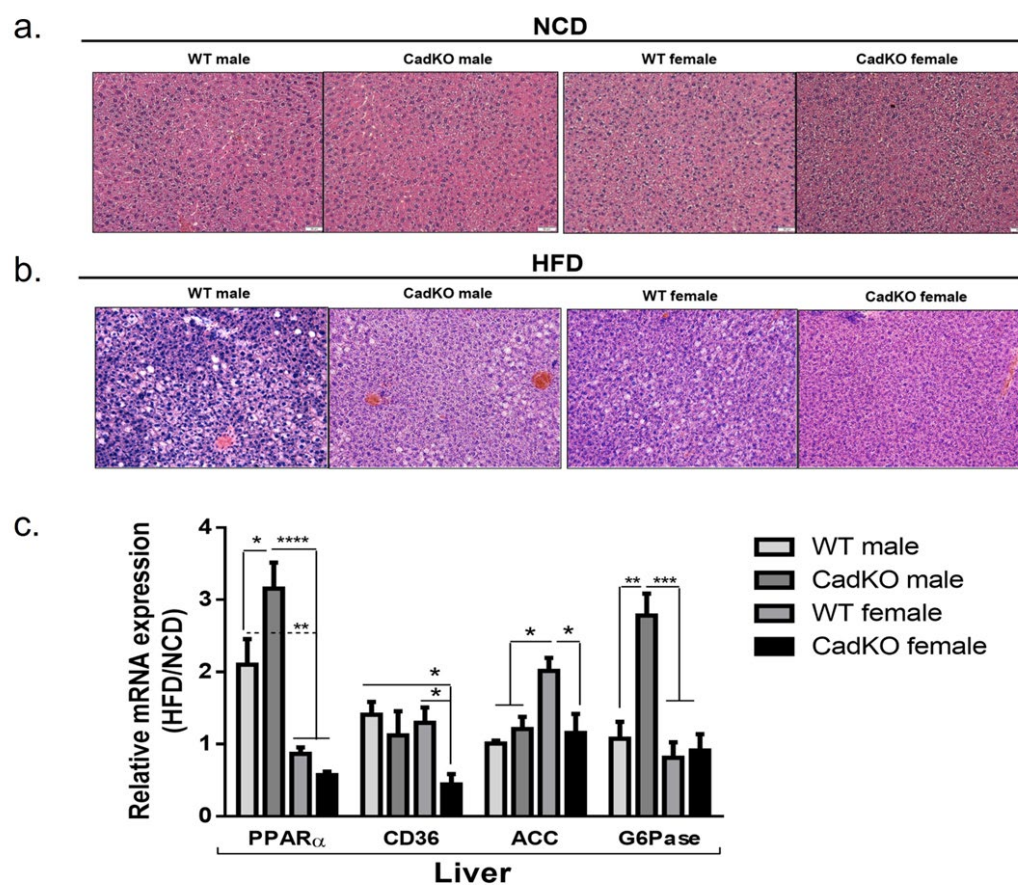 a.
NCD
WT male CadKO male WT female CadKO female
b.
HFD
WT male CadKO male WT female CadKO female
c.
Relative mRNA expression
(HFD/NCD)
4
3
2
1
0
* ****
**
*
*
* *
** ***
PPARα CD36 ACC G6Pase
Liver
WT male
CadKO male
WT female
CadKO female